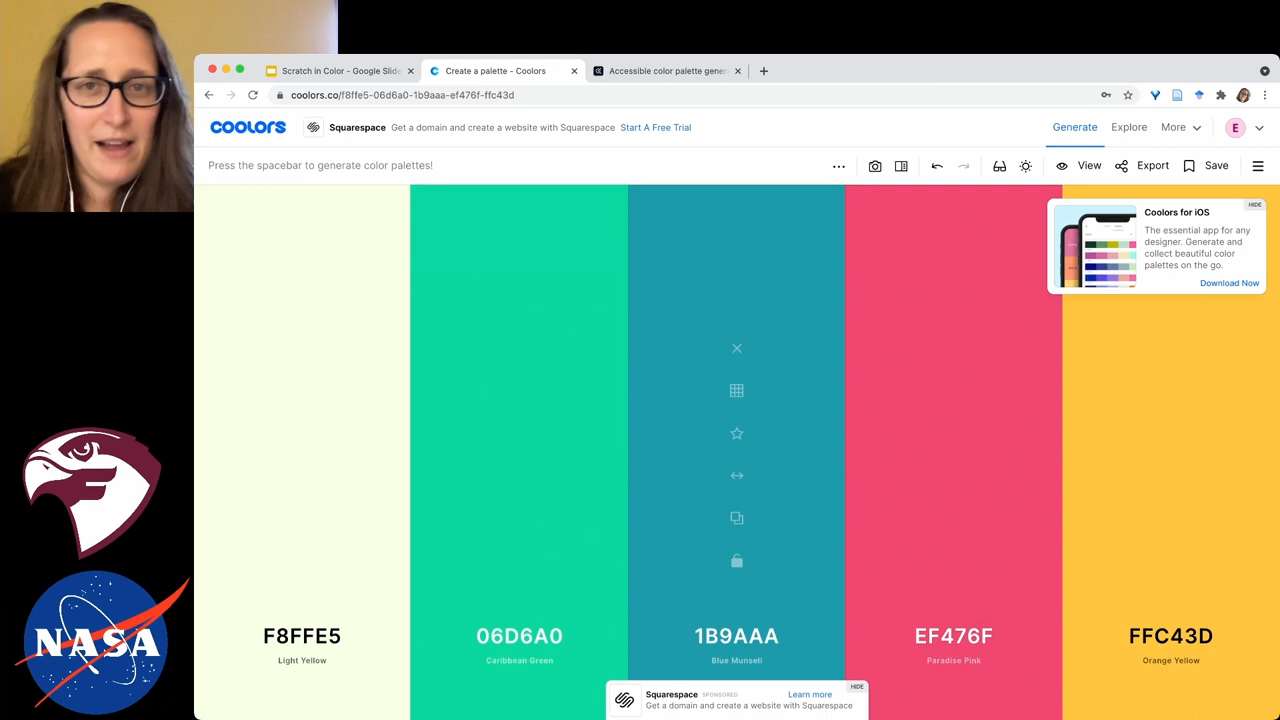 Scratch in Color - Google Slide
Create a palette - Coolors
Accessible color palette gener
coolors.co/f8ffe5-06d6a0-1b9aaa-ef476f-ffc43d
coolors
Squarespace Get a domain and create a website with Squarespace Start A Free Trial
Generate Explore More E
Press the spacebar to generate color palettes!
View Export Save
HIDE
Coolors for iOS
The essential app for any
designer. Generate and
collect beautiful color
palettes on the go.
Download Now
F8FFE5
Light Yellow
06D6A0
Caribbean Green
1B9AAA
Blue Munsell
EF476F
Paradise Pink
FFC43D
Orange Yellow
HIDE
Squarespace SPONSORED Learn more
Get a domain and create a website with Squarespace
NASA